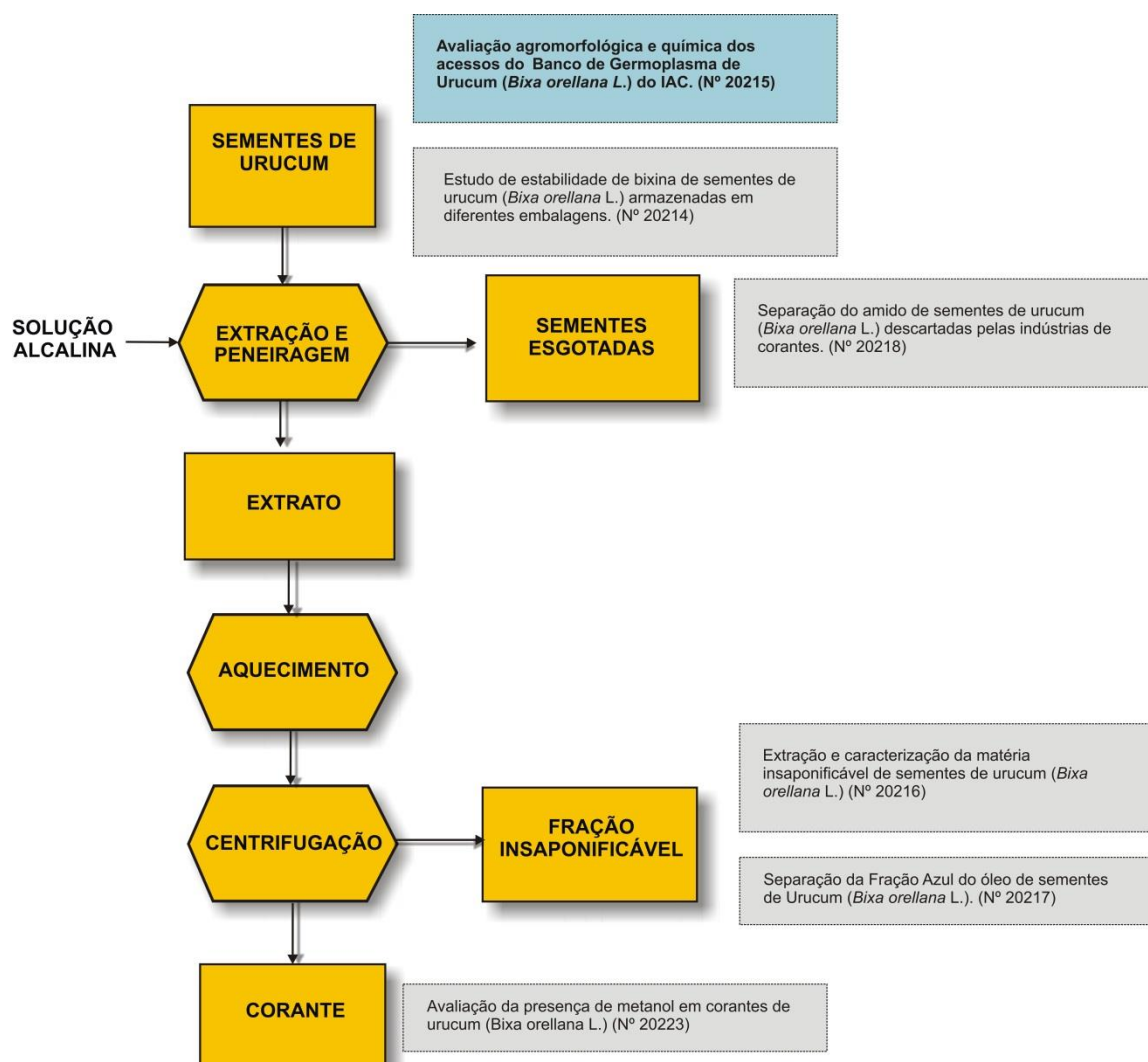 Avaliação agromorfológica e química dos
acessos do Banco de Germoplasma de
Urucum (Bixa orellana L.) do IAC. (Nº 20215)
SEMENTES DE
URUCUM
Estudo de estabilidade de bixina de sementes de
urucum (Bixa orellana L.) armazenadas em
diferentes embalagens. (Nº 20214)
SOLUÇÃO
ALCALINA
EXTRAÇÃO E
PENEIRAGEM
SEMENTES
ESGOTADAS
Separação do amido de sementes de urucum
(Bixa orellana L.) descartadas pelas indústrias de
corantes. (Nº 20218)
EXTRATO
AQUECIMENTO
CENTRIFUGAÇÃO
FRAÇÃO
INSAPONIFICÁVEL
Extração e caracterização da matéria
insaponificável de sementes de urucum (Bixa
orellana L.) (Nº 20216)
Separação da Fração Azul do óleo de sementes
de Urucum (Bixa orellana L.). (Nº 20217)
CORANTE
Avaliação da presença de metanol em corantes de
urucum (Bixa orellana L.) (Nº 20223)